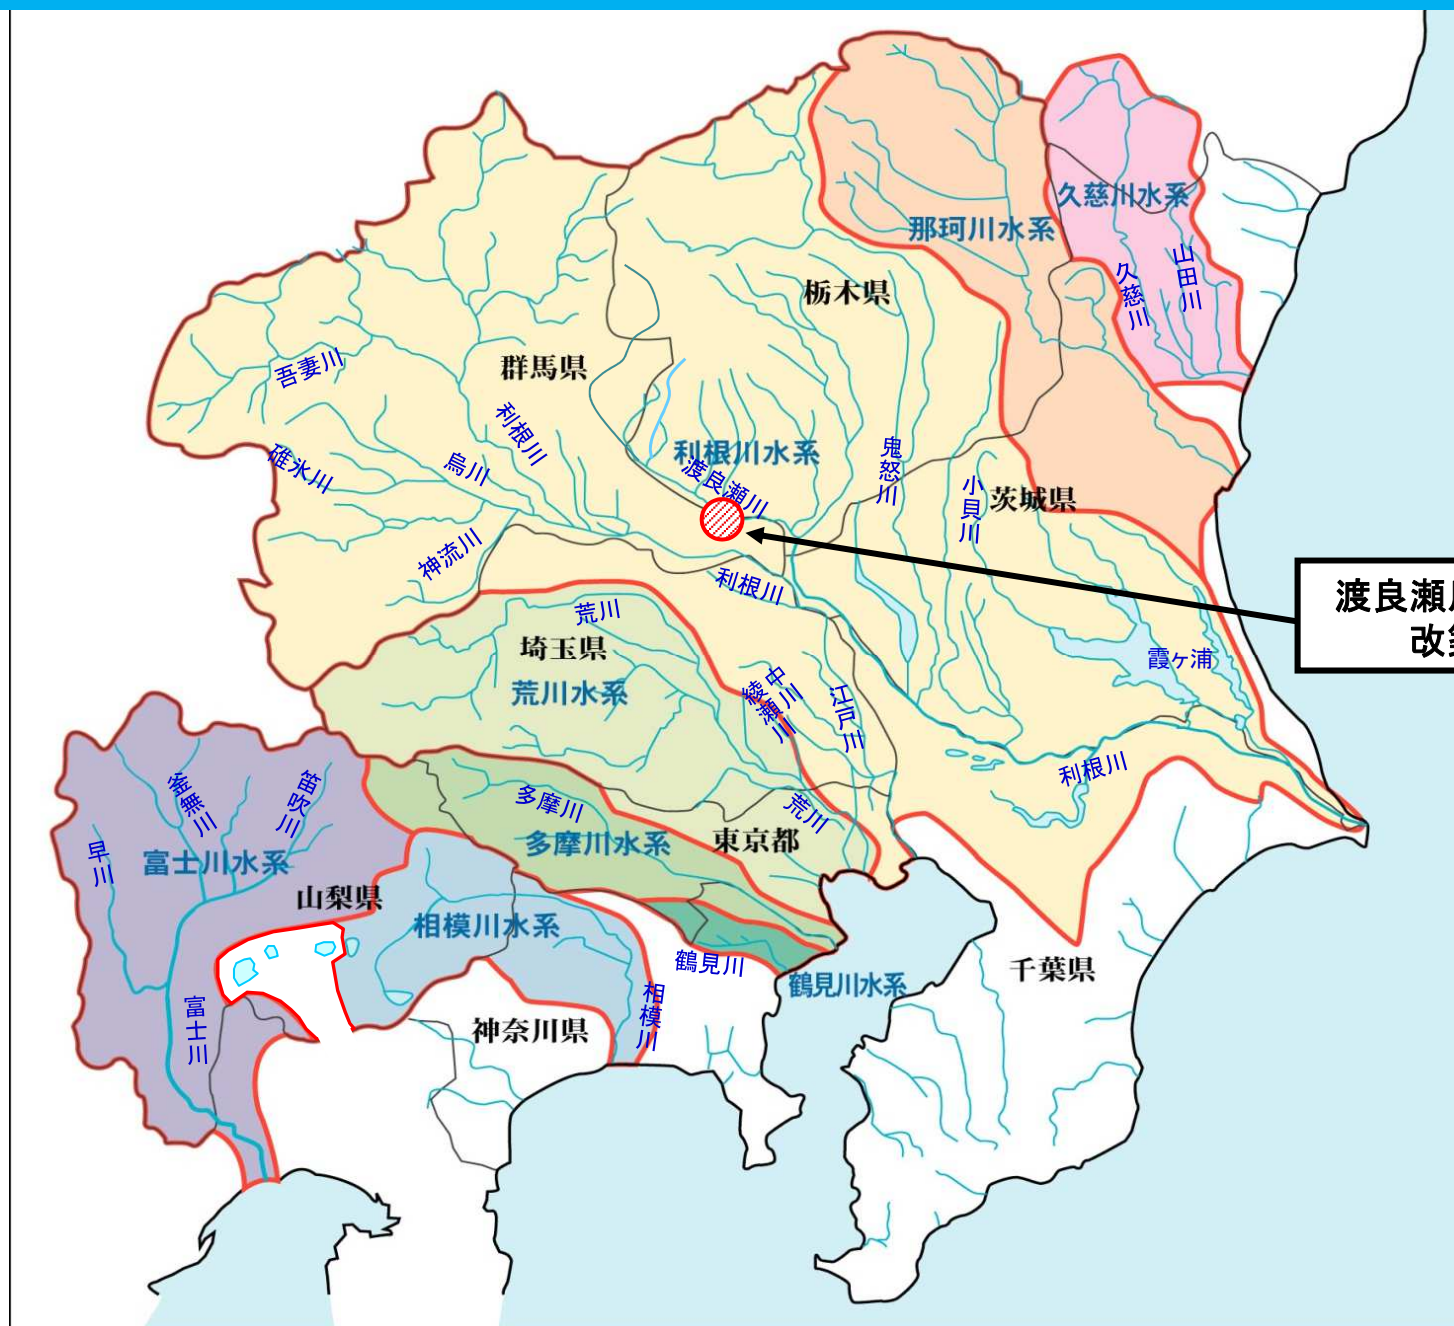 久慈川水系
那珂川水系
山田川
久慈川
栃木県
群馬県
吾妻川
利根川
碓氷川
烏川
利根川水系
渡良瀬川
鬼怒川
小貝川
茨城県
神流川
利根川
渡良瀬
改
荒川
埼玉県
荒川水系
霞ヶ浦
中川
綾瀬川
江戸川
利根川
釜無川
笛吹川
多摩川
荒川
東京都
多摩川水系
早川
富士川水系
山梨県
相模川水系
鶴見川
千葉県
鶴見川水系
富士川
相模川
神奈川県